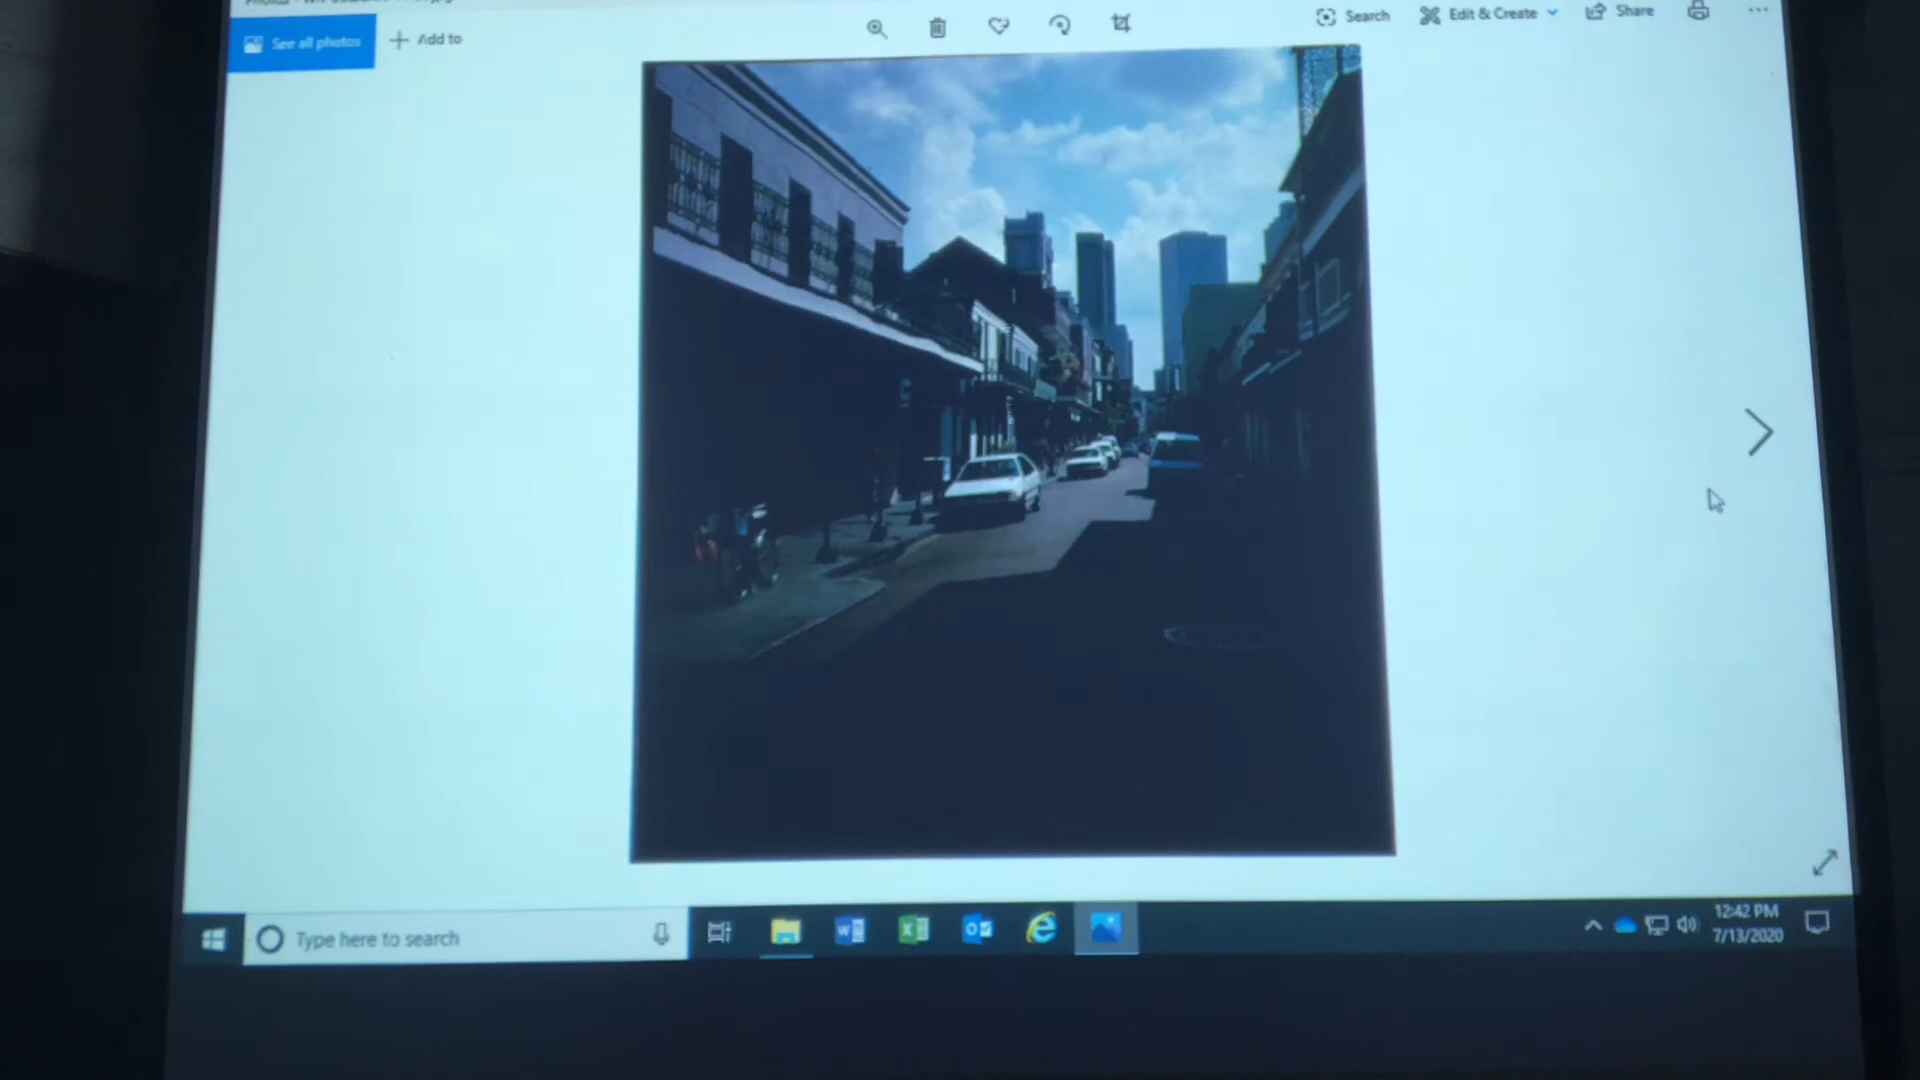 See all photos
Add to
Search
Edit & Create
Share
Type here to search
12:42 PM
7/13/2020